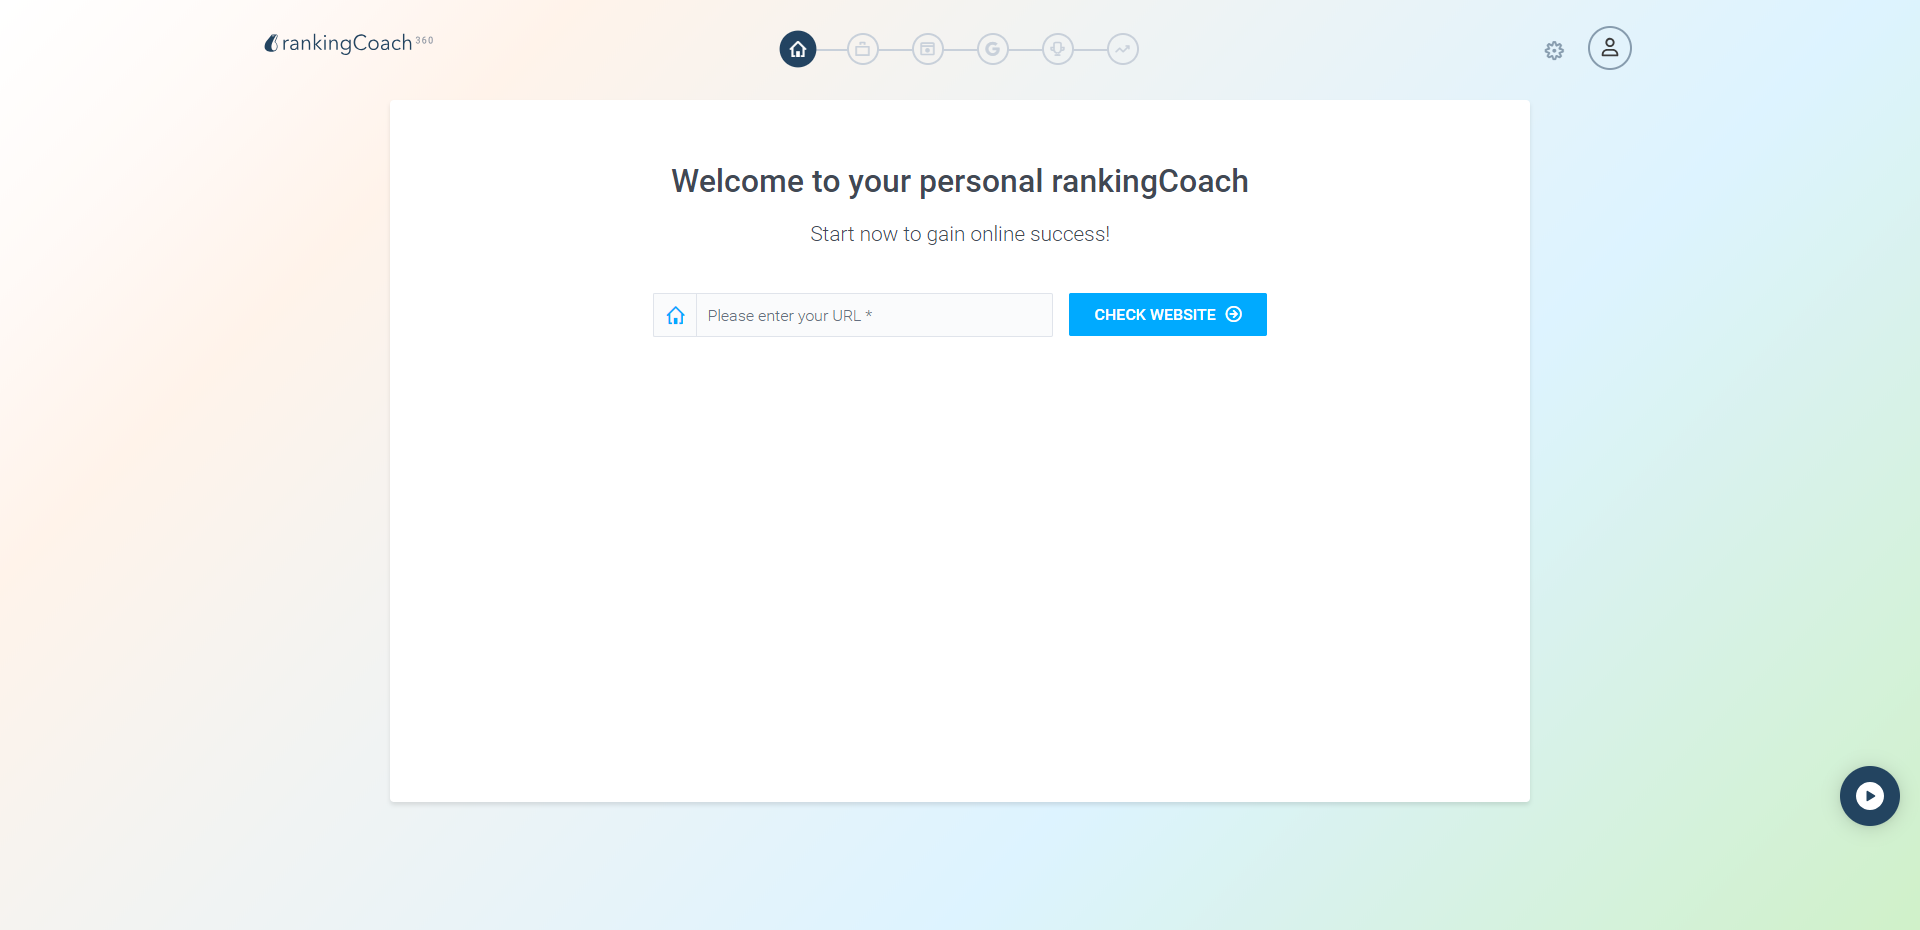 rankingCoach 360
Welcome to your personal rankingCoach
Start now to gain online success!
Please enter your URL *
CHECK WEBSITE